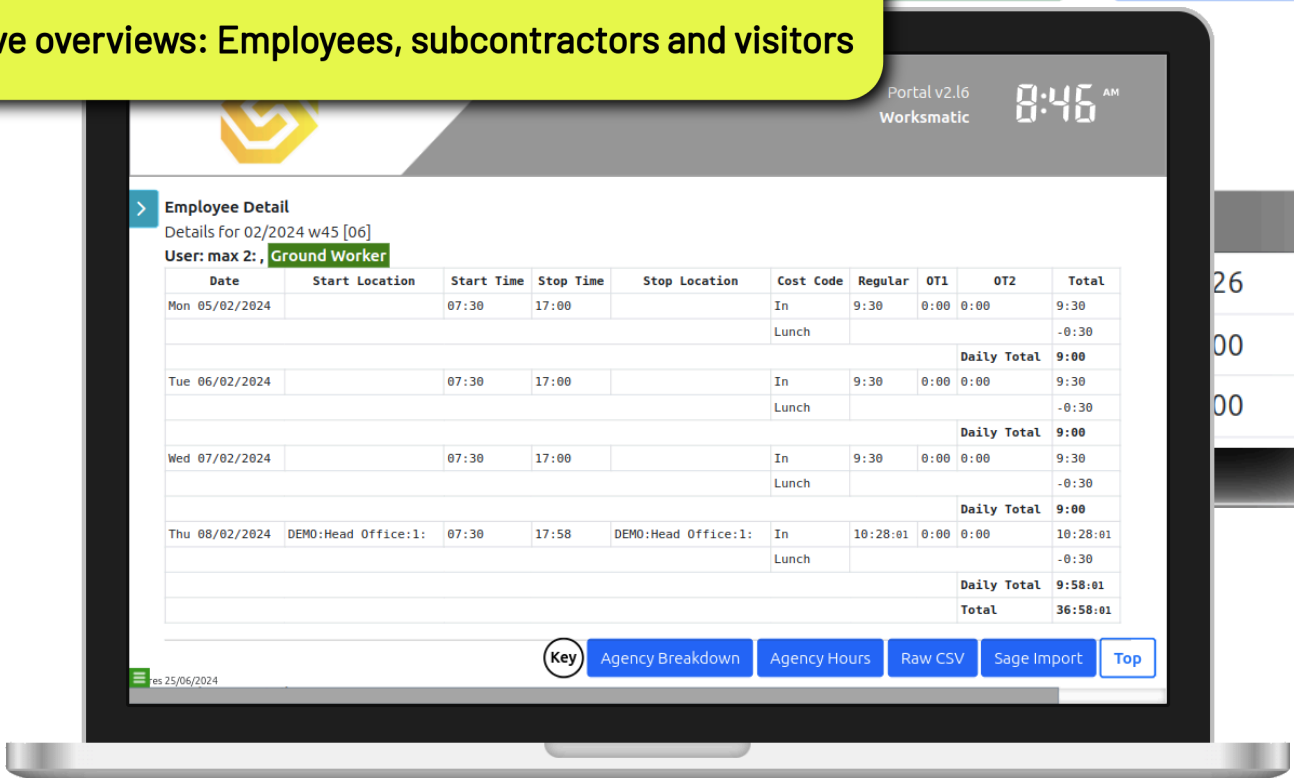 ve overviews: Employees, subcontractors and visitors
Portal v2.l6
Worksmatic
8:46 AM
Employee Detail
Details for 02/2024 w45 [06]
User: max 2: , Ground Worker
Date Start Location Start Time Stop Time Stop Location Cost Code Regular OT1 OT2 Total
Mon 05/02/2024 07:30 17:00 In 9:30 0:00 0:00 9:30
Lunch -0:30
Daily Total 9:00
Tue 06/02/2024 07:30 17:00 In 9:30 0:00 0:00 9:30
Lunch -0:30
Daily Total 9:00
Wed 07/02/2024 07:30 17:00 In 9:30 0:00 0:00 9:30
Lunch -0:30
Daily Total 9:00
Thu 08/02/2024 DEMO:Head Office:1: 07:30 17:58 DEMO:Head Office:1: In 10:28:01 0:00 0:00 10:28:01
Lunch -0:30
Daily Total 9:58:01
Total 36:58:01
Key Agency Breakdown Agency Hours Raw CSV Sage Import Top
res 25/06/2024
26
00
00